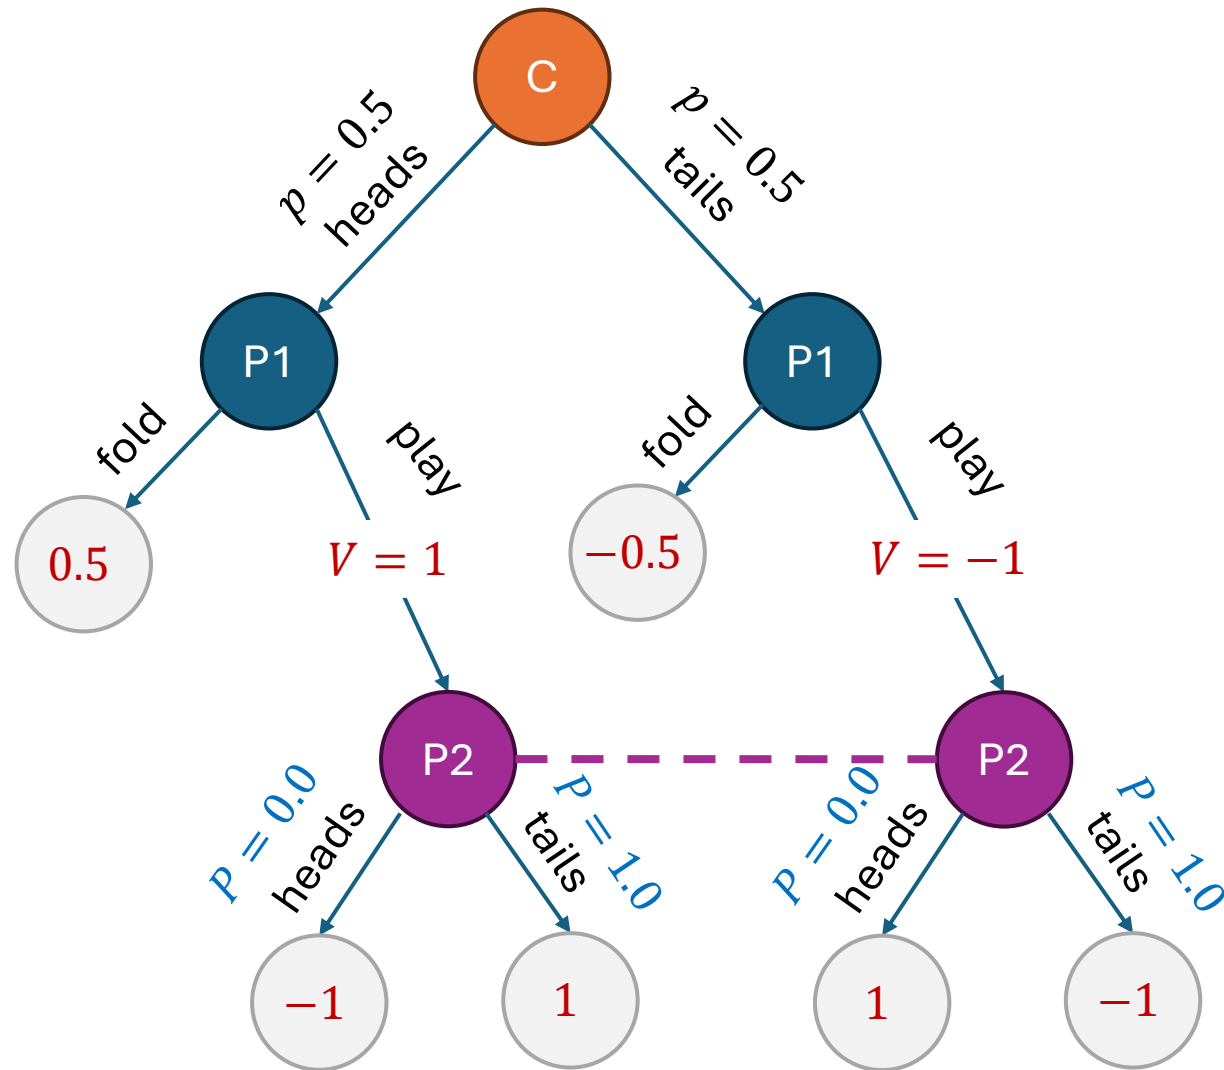 C
p = 0.5
heads
p = 0.5
tails
P1
P1
fold
play
fold
play
0.5
V = 1
−0.5
V = −1
P2
P2
P = 0.0
heads
P = 1.0
tails
P = 0.0
heads
P = 1.0
tails
−1
1
1
−1